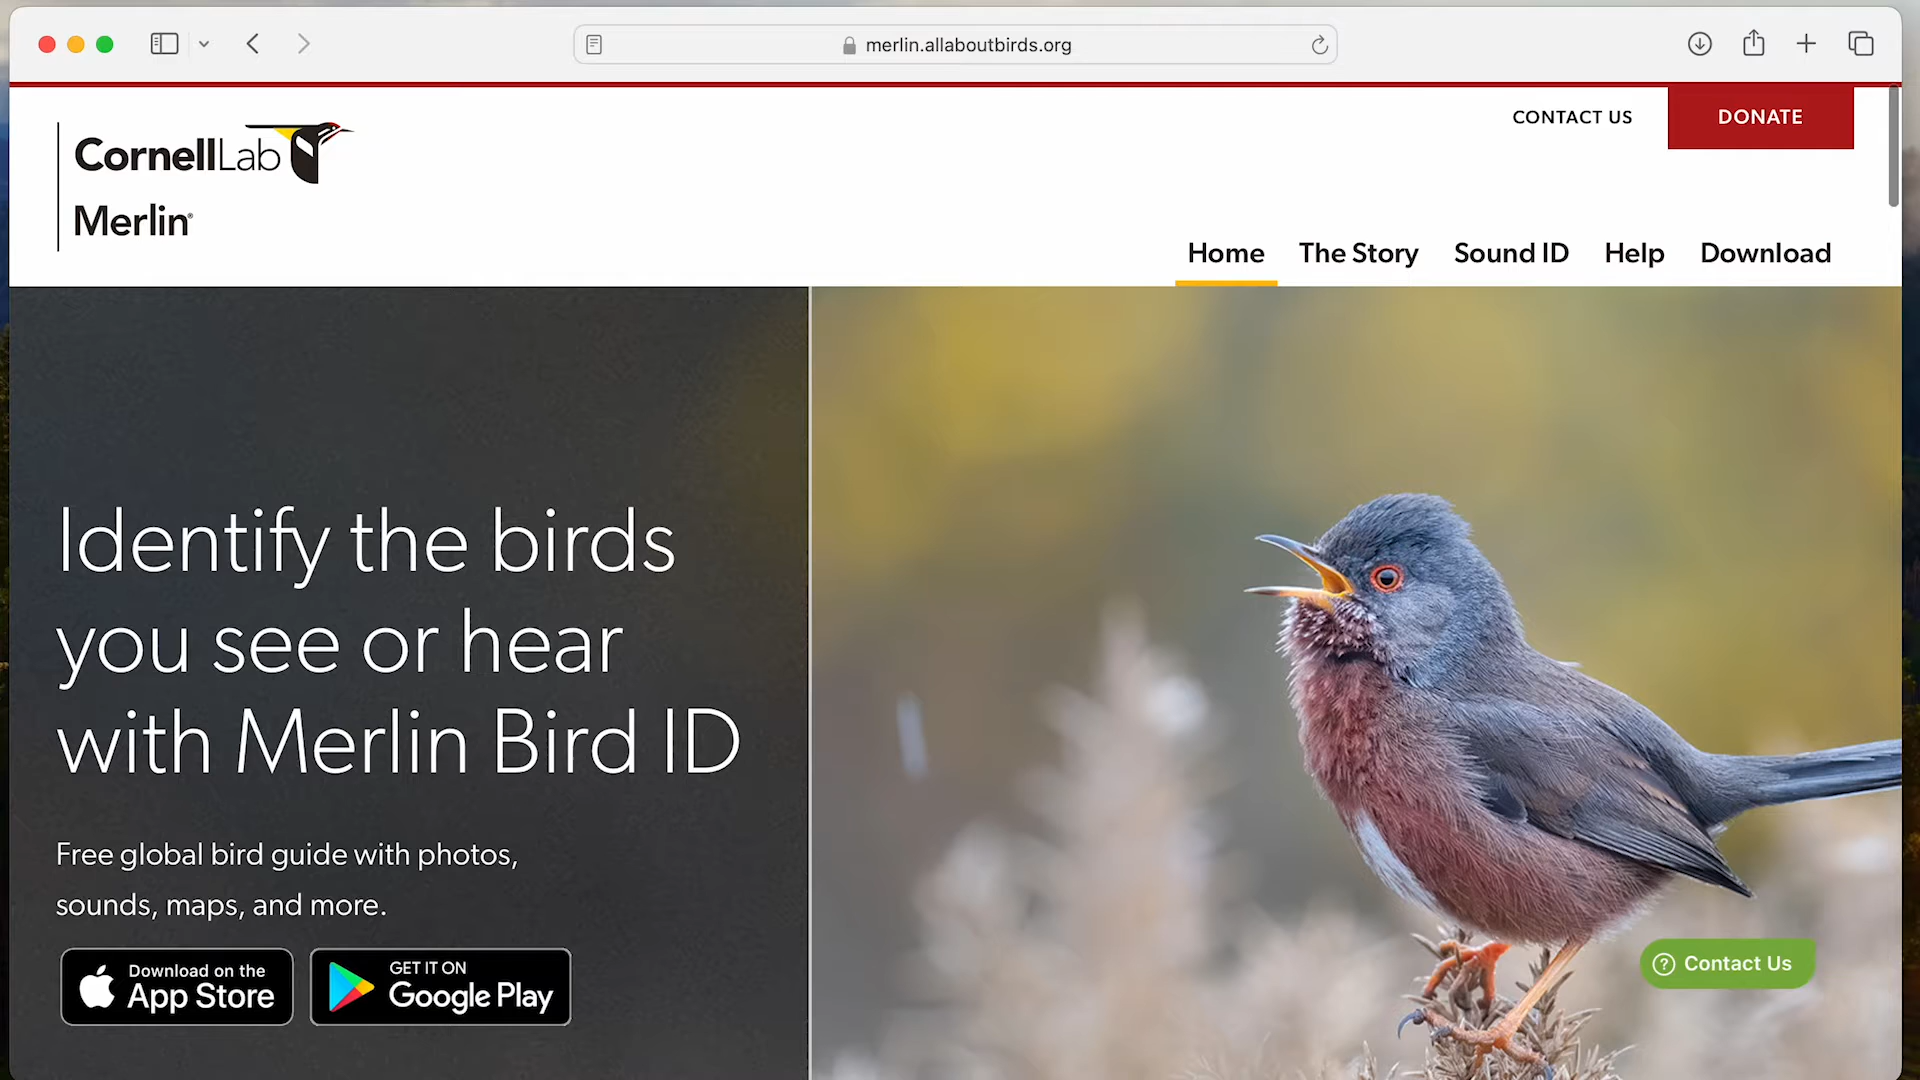 merlin.allaboutbirds.org
CONTACT US
DONATE
CornellLab
Merlin®
Home
The Story
Sound ID
Help
Download
Identify the birds
you see or hear
with Merlin Bird ID
Free global bird guide with photos,
sounds, maps, and more.
Download on the
App Store
GET IT ON
Google Play
? Contact Us